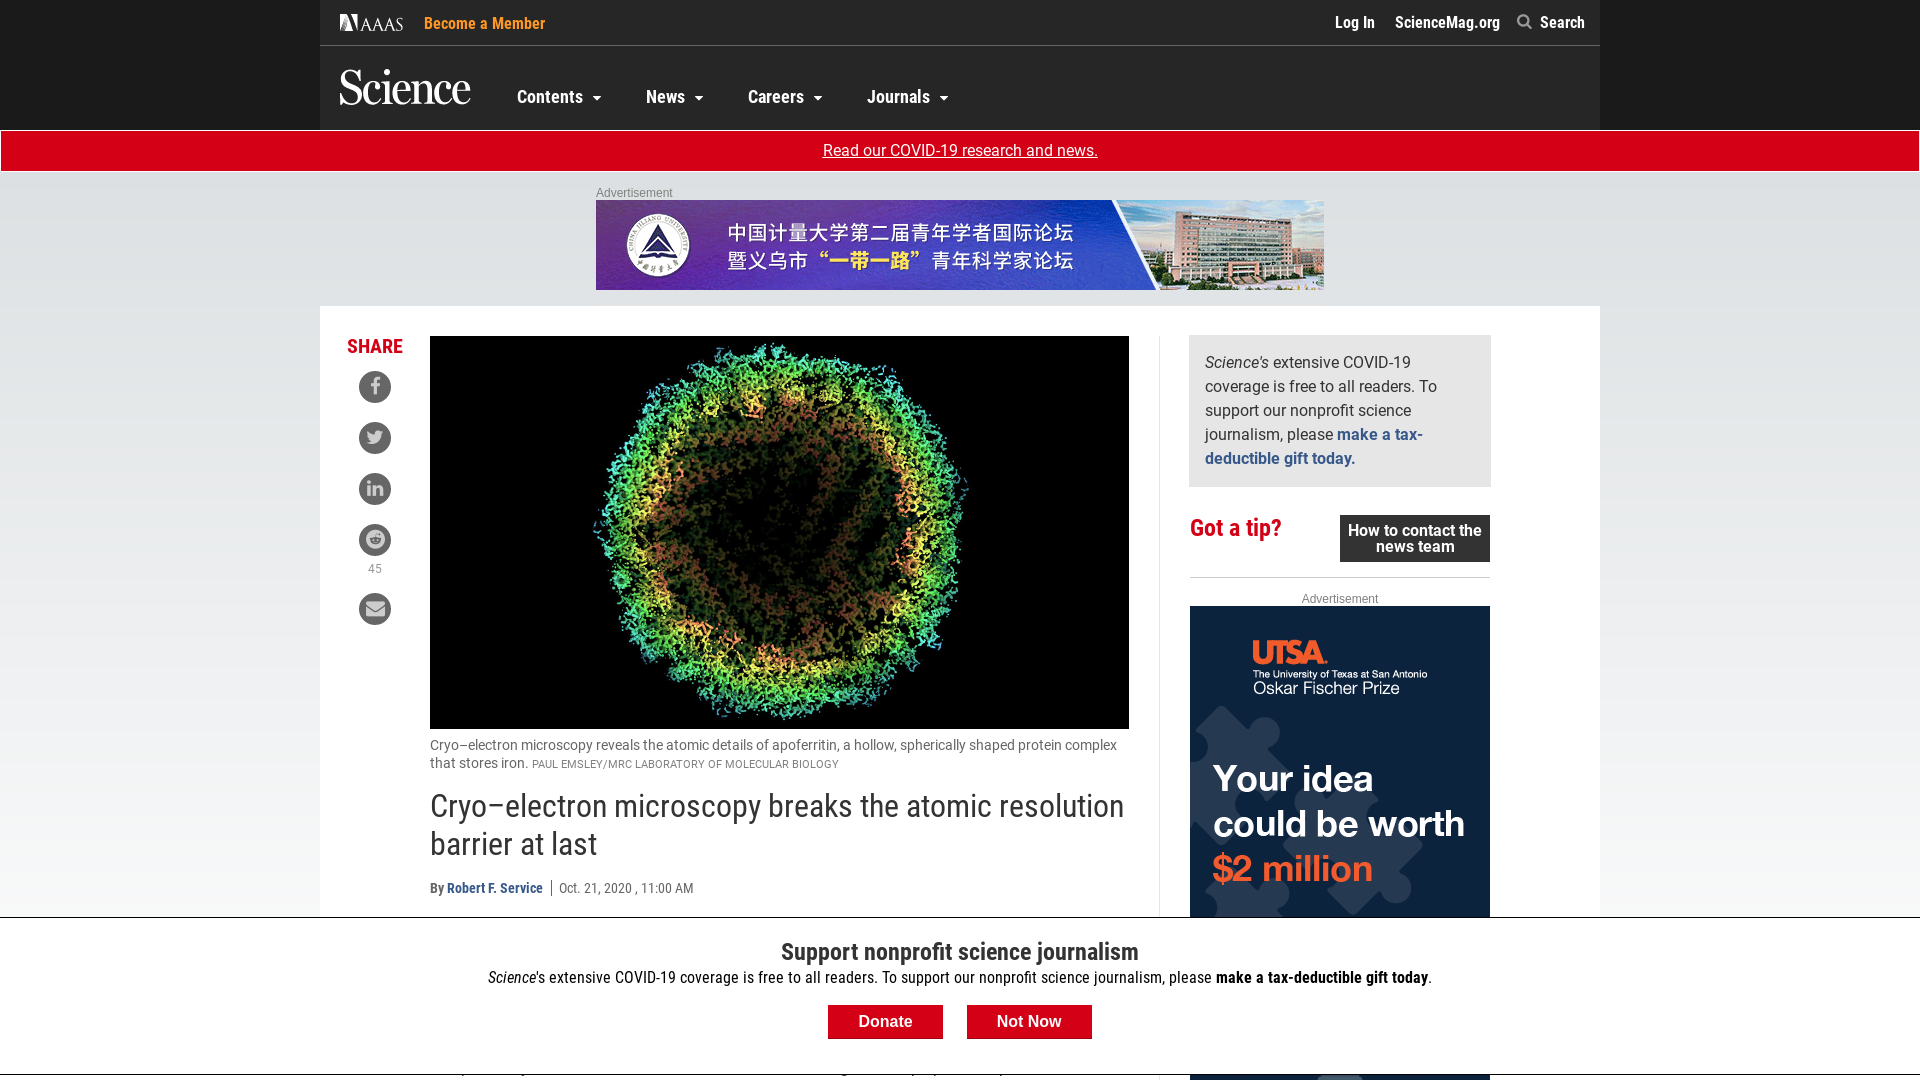 AAAS
Become a Member
Log In
ScienceMag.org
Search
Science
Contents
News
Careers
Journals
Read our COVID-19 research and news.
Advertisement
中国计量大学第二届青年学者国际论坛
暨义乌市“一带一路”青年科学家论坛
SHARE
45
Cryo–electron microscopy reveals the atomic details of apoferritin, a hollow, spherically shaped protein complex
that stores iron. PAUL EMSLEY/MRC LABORATORY OF MOLECULAR BIOLOGY
Cryo–electron microscopy breaks the atomic resolution
barrier at last
By Robert F. Service
Oct. 21, 2020 , 11:00 AM
Science's extensive COVID-19
coverage is free to all readers. To
support our nonprofit science
journalism, please make a tax-
deductible gift today.
Got a tip?
How to contact the
news team
Advertisement
UTSA
The University of Texas at San Antonio
Oskar Fischer Prize
Your idea
could be worth
$2 million
Support nonprofit science journalism
Science's extensive COVID-19 coverage is free to all readers. To support our nonprofit science journalism, please make a tax-deductible gift today.
Donate
Not Now